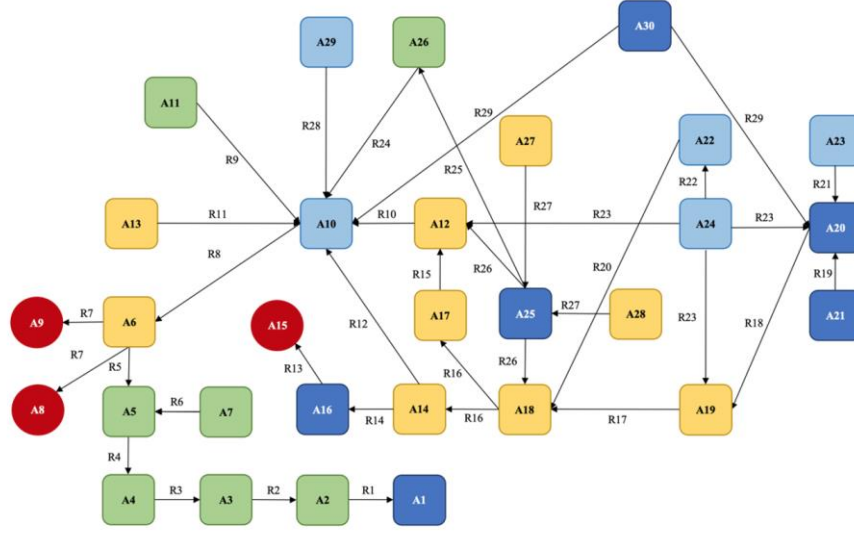 A30
A29
A26
A11
R28
R29
R24
R29
R9
R25
A27
A22
A23
R22
R21
R27
A13
R11
A10
R10
A12
R23
A24
R23
A20
R8
R26
R20
R15
R19
A9
R7
A6
A15
R12
A17
A25
R27
A28
R23
R18
A21
R7
R5
R13
R16
R26
A8
A5
R6
A7
A16
R14
A14
R16
A18
R17
A19
R4
A4
R3
A3
R2
A2
R1
A1